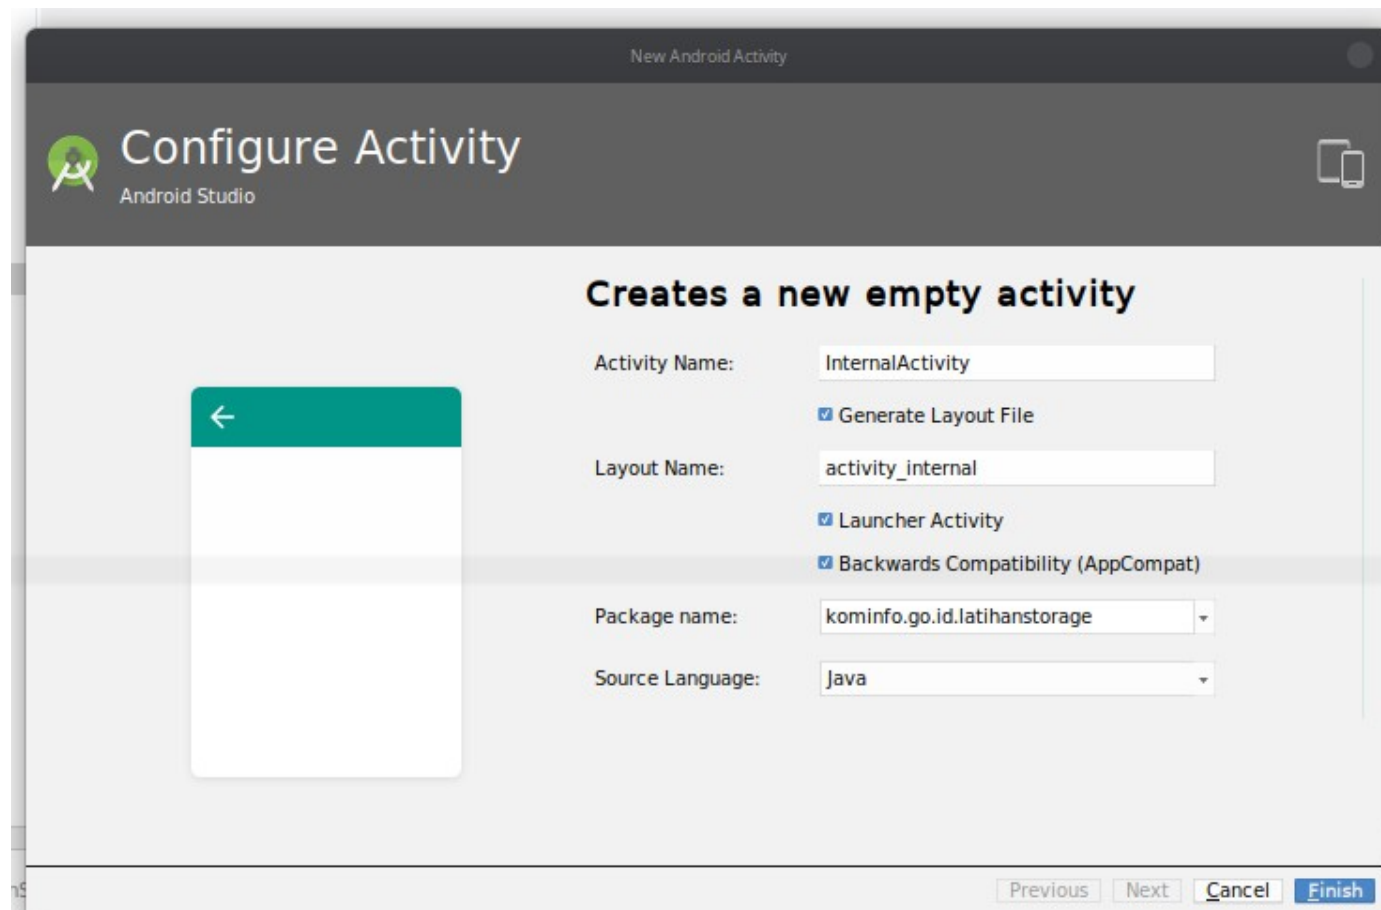 New Android Activity
Configure Activity
Android Studio
Creates a new empty activity
Activity Name: InternalActivity
Generate Layout File
Layout Name: activity_internal
Launcher Activity
Backwards Compatibility (AppCompat)
Package name: kominfo.go.id.latihanstorage
Source Language: Java
Previous Next Cancel Finish